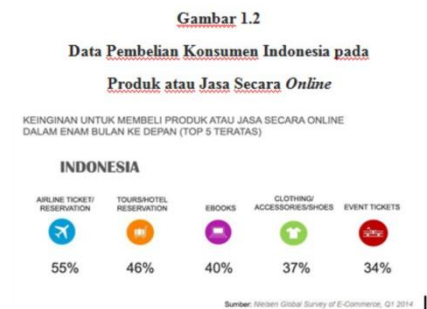 Gambar 1.2
Data Pembelian Konsumen Indonesia pada
Produk atau Jasa Secara Online
KEINGINAN UNTUK MEMBELI PRODUK ATAU JASA SECARA ONLINE
DALAM ENAM BULAN KE DEPAN (TOP 5 TERATAS)
INDONESIA
AIRLINE TICKET/
RESERVATION
TOURS/HOTEL
RESERVATION
EBOOKS
CLOTHING/
ACCESSORIES/SHOES
EVENT TICKETS
55% 46% 40% 37% 34%
Sumber: Nielsen Global Survey of E-Commerce, Q1 2014